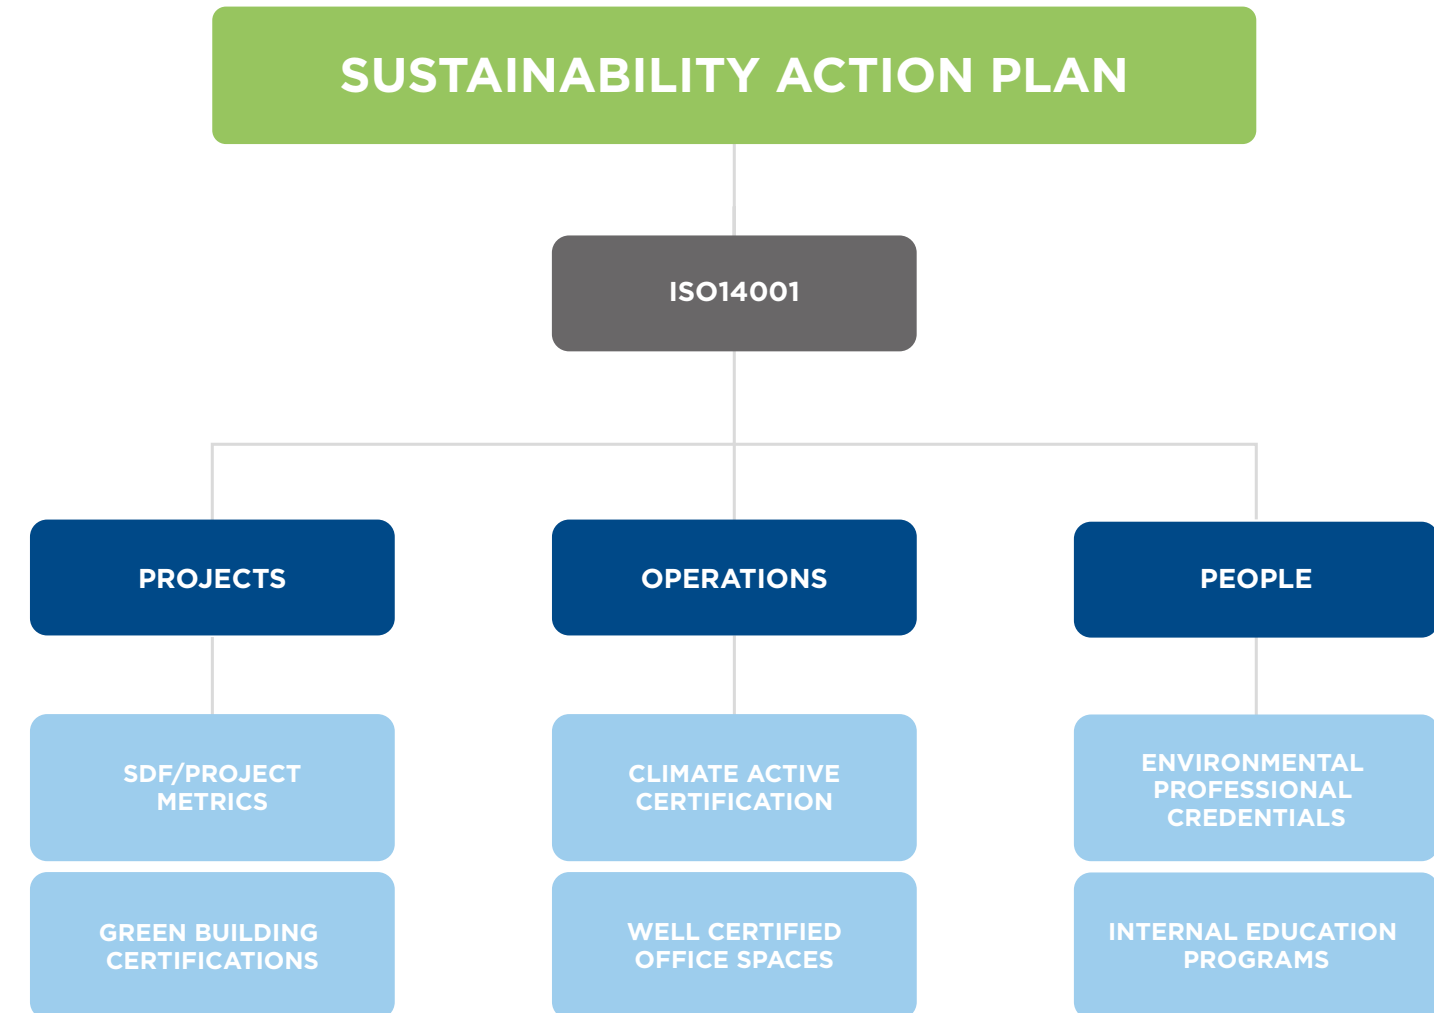 SUSTAINABILITY ACTION PLAN
ISO14001
PROJECTS
OPERATIONS
PEOPLE
SDF/PROJECT
METRICS
CLIMATE ACTIVE
CERTIFICATION
ENVIRONMENTAL
PROFESSIONAL
CREDENTIALS
GREEN BUILDING
CERTIFICATIONS
WELL CERTIFIED
OFFICE SPACES
INTERNAL EDUCATION
PROGRAMS